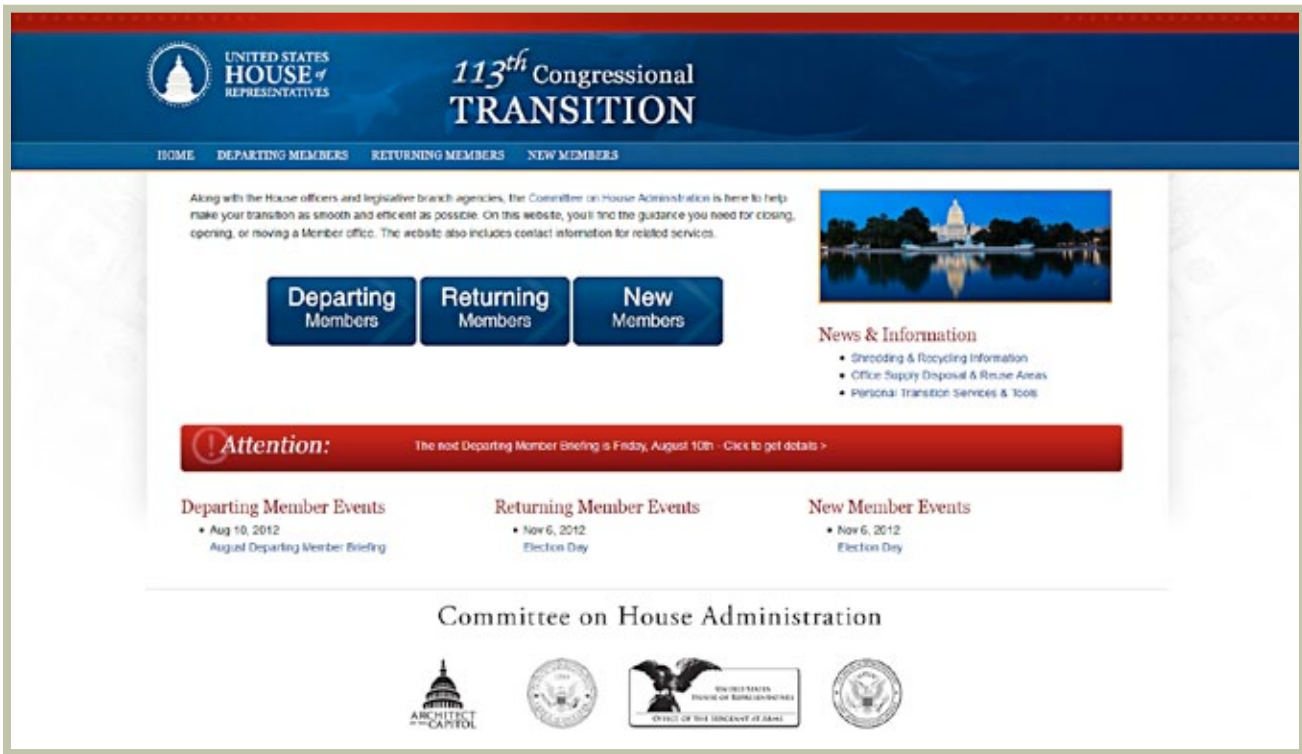 UNITED STATES
HOUSE of
REPRESENTATIVES
113th Congressional
TRANSITION
HOME DEPARTING MEMBERS RETURNING MEMBERS NEW MEMBERS
Along with the House officers and legislative branch agencies, the Committee on House Administration is here to help
make your transition as smooth and efficient as possible. On this website, you'll find the guidance you need for closing,
opening, or moving a Member office. The website also includes contact information for related services.
Departing
Members
Returning
Members
New
Members
News & Information
• Shredding & Recycling Information
• Office Supply Disposal & Reuse Areas
• Personal Transition Services & Tools
! Attention: The next Departing Member Briefing is Friday, August 10th - Click to get details >
Departing Member Events
• Aug 10, 2012
August Departing Member Briefing
Returning Member Events
• Nov 6, 2012
Election Day
New Member Events
• Nov 6, 2012
Election Day
Committee on House Administration
ARCHITECT
OF THE CAPITOL
UNITED STATES
HOUSE OF REPRESENTATIVES
OFFICE OF THE SERGEANT AT ARMS